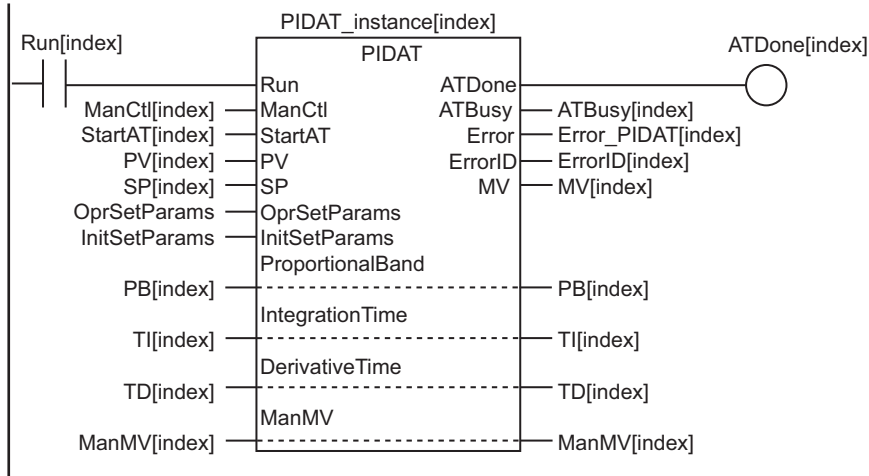 PIDAT_instance[index]
Run[index]
PIDAT
ATDone[index]
Run
ATDone
ManCtl[index]
ManCtl
ATBusy
ATBusy[index]
StartAT[index]
StartAT
Error
Error_PIDAT[index]
PV[index]
PV
ErrorID
ErrorID[index]
SP[index]
SP
MV
MV[index]
OprSetParams
OprSetParams
InitSetParams
InitSetParams
ProportionalBand
PB[index]
PB[index]
IntegrationTime
TI[index]
TI[index]
DerivativeTime
TD[index]
TD[index]
ManMV
ManMV[index]
ManMV[index]